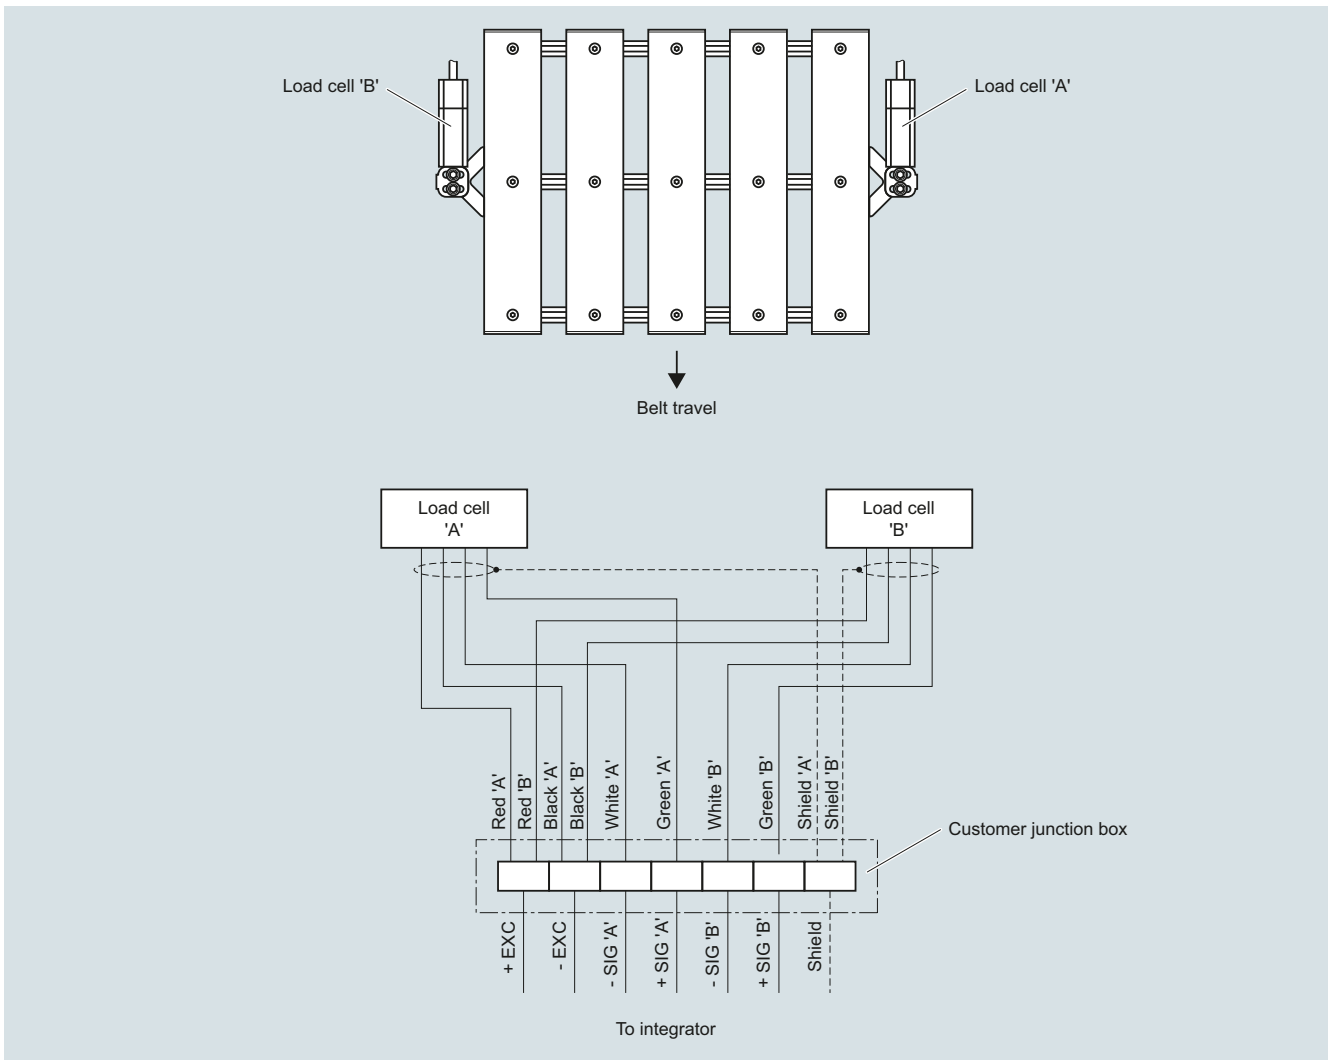 Load cell 'B'
Load cell 'A'
Belt travel
Load cell
'A'
Load cell
'B'
Red 'A'
Red 'B'
Black 'A'
Black 'B'
White 'A'
Green 'A'
White 'B'
Green 'B'
Shield 'A'
Shield 'B'
Customer junction box
+ EXC
- EXC
- SIG 'A'
+ SIG 'A'
- SIG 'B'
+ SIG 'B'
Shield
To integrator